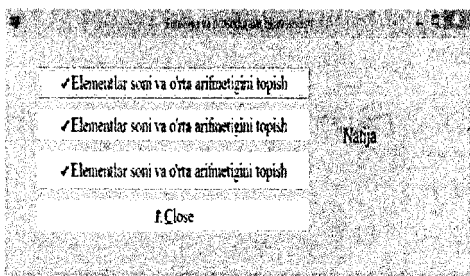 ✓Elementlar soni va o'rta arifmetigini topish
✓Elementlar soni va o'rta arifmetigini topish
Natija
✓Elementlar soni va o'rta arifmetigini topish
Close